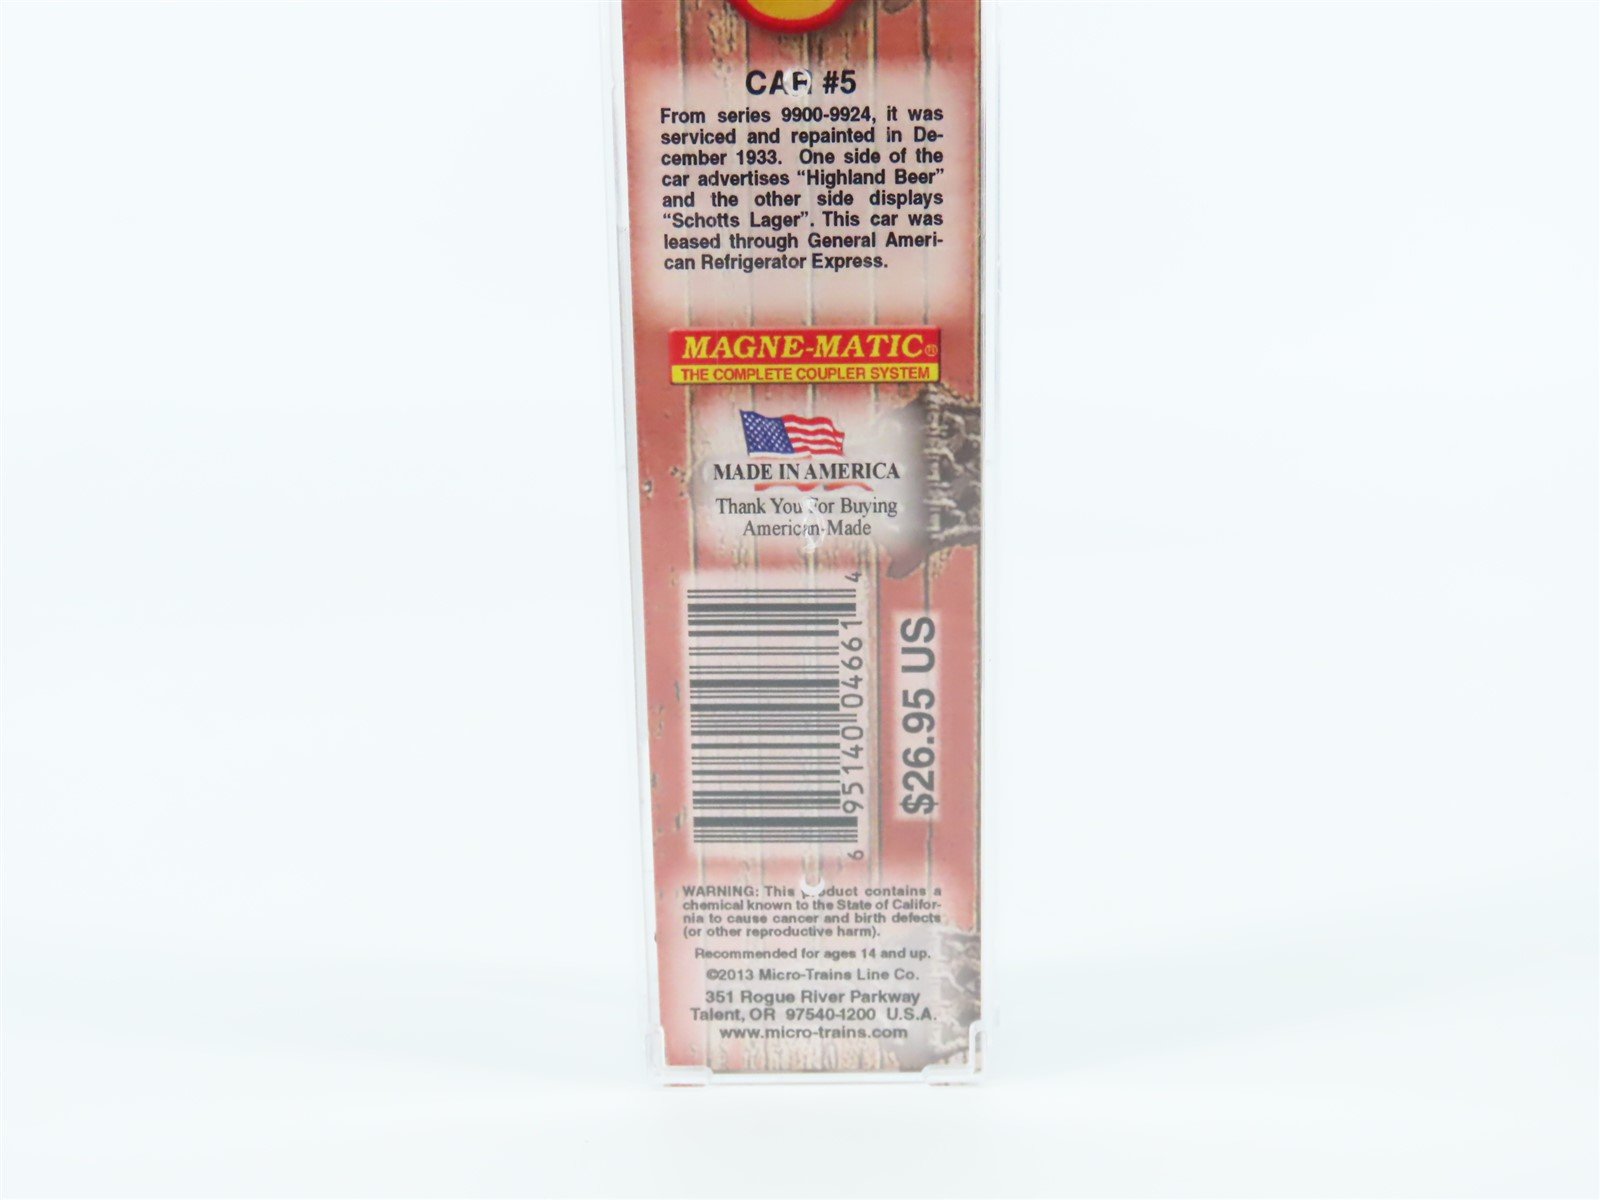 CAR #5
From series 9900-9924, it was
serviced and repainted in De-
cember 1933. One side of the
car advertises "Highland Beer"
and the other side displays
"Schotts Lager". This car was
leased through General Ameri-
can Refrigerator Express.
MAGNE-MATIC®
THE COMPLETE COUPLER SYSTEM
MADE IN AMERICA
Thank You For Buying
American-Made
6 95140 04661 4
$26.95 US
WARNING: This product contains a
chemical known to the State of Califor-
nia to cause cancer and birth defects
(or other reproductive harm).
Recommended for ages 14 and up.
©2013 Micro-Trains Line Co.
351 Rogue River Parkway
Talent, OR 97540-1200 U.S.A.
www.micro-trains.com